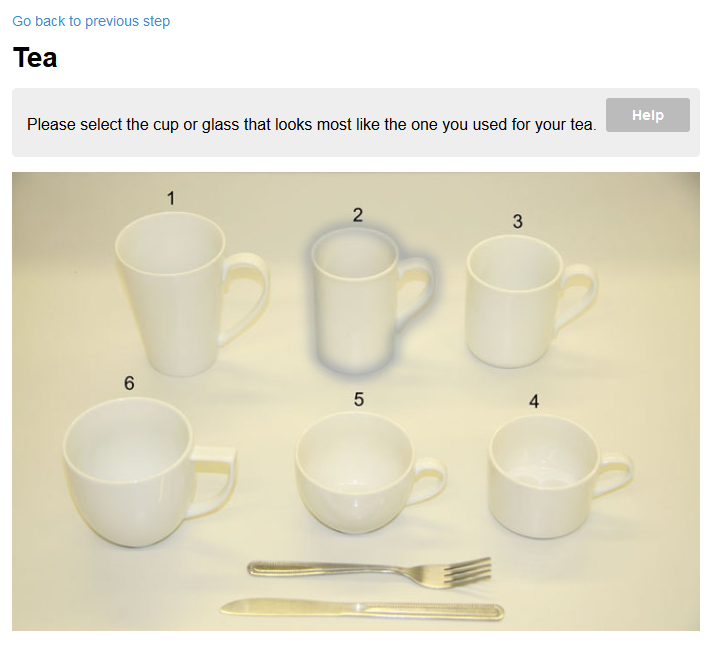 Go back to previous step
Tea
Please select the cup or glass that looks most like the one you used for your tea.
Help
1
2
3
6
5
4